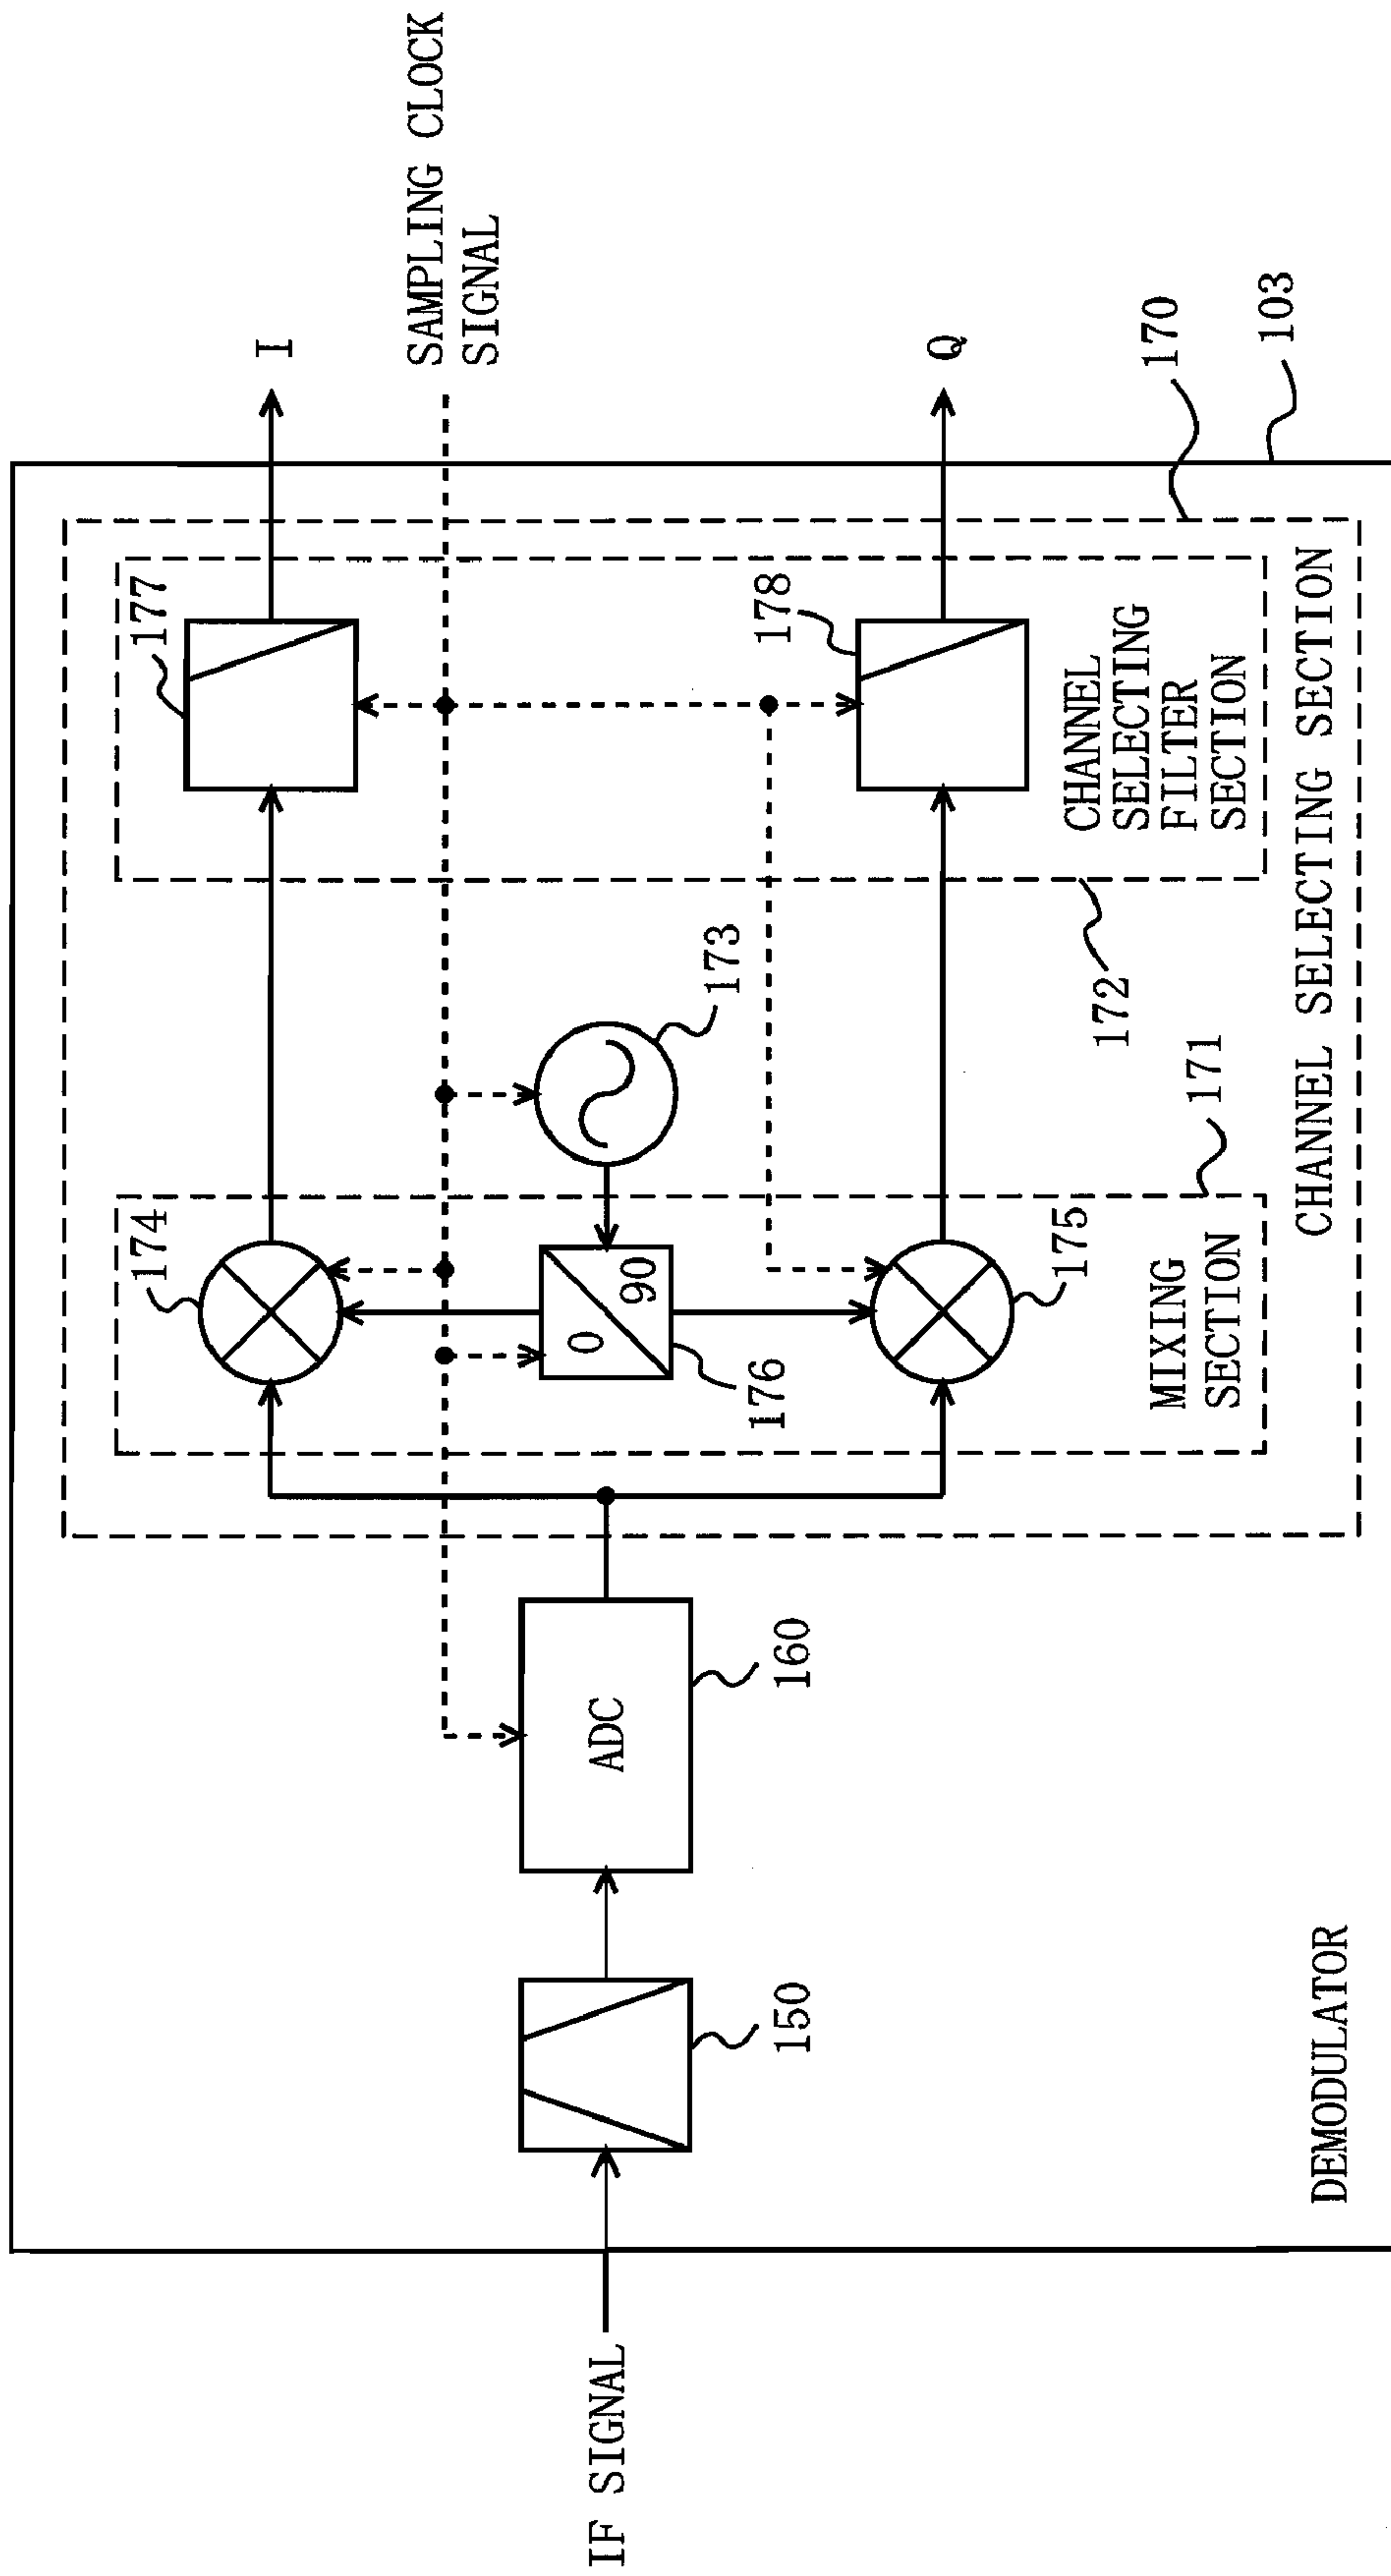 I
SAMPLING CLOCK
SIGNAL
Q
177
174
173
178
0
90
176
175
ADC
160
150
IF SIGNAL
CHANNEL
SELECTING
FILTER
SECTION
172
MIXING
SECTION
171
CHANNEL SELECTING SECTION
170
103
DEMODULATOR